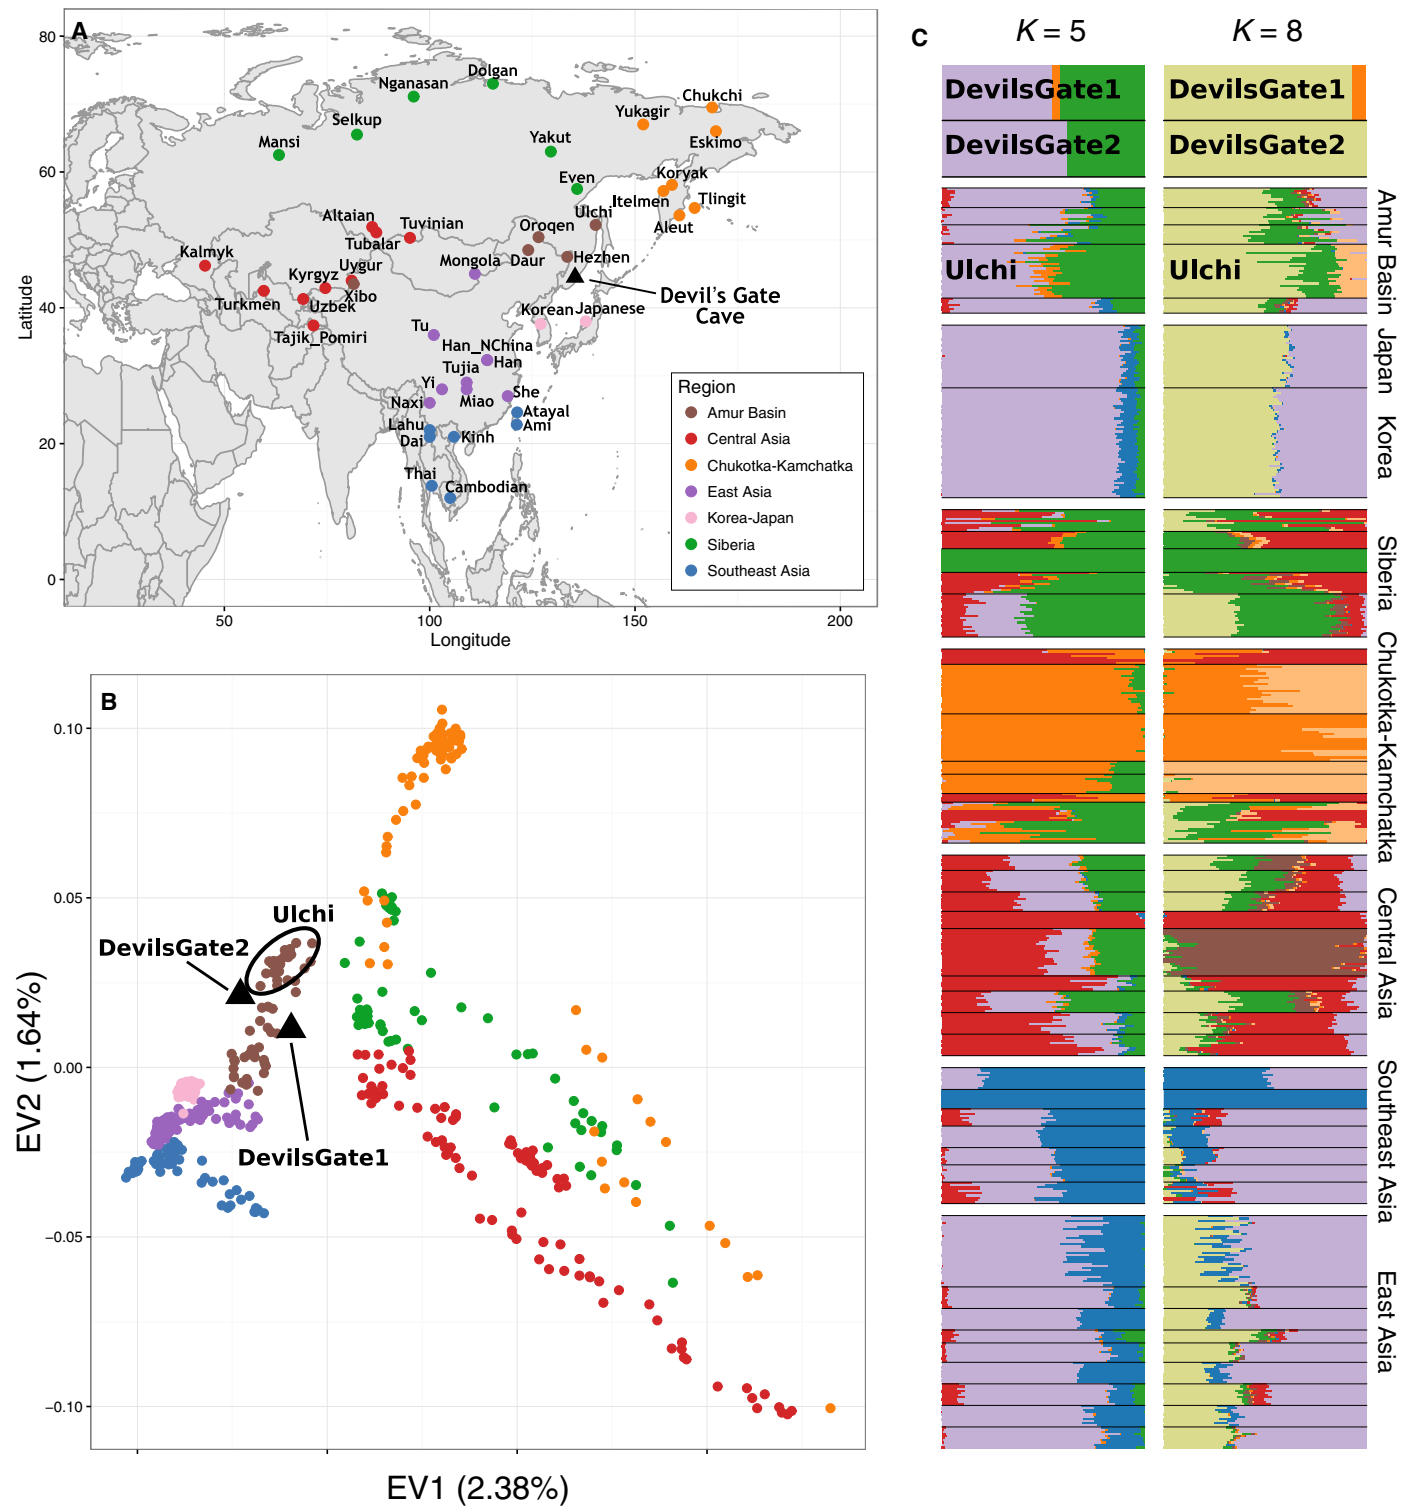 A
80
60
40
20
0
Latitude
50
100
150
200
Longitude
Dolgan
Nganasan
Chukchi
Yukagir
Selkup
Mansi
Yakut
Eskimo
Even
Koryak
Itelmen
Tlingit
Ulchi
Aleut
Altaian
Tuvinian
Oroqen
Tubalar
Kalmyk
Mongola
Daur
Hezhen
Uygur
Kyrgyz
Xibo
Turkmen
Uzbek
Devil's Gate
Cave
Korean
Japanese
Tajik_Pomiri
Tu
Han_NChina
Han
Tujia
Yi
Miao
She
Naxi
Atayal
Ami
Lahu
Dai
Kinh
Thai
Cambodian
Region
Amur Basin
Central Asia
Chukotka-Kamchatka
East Asia
Korea-Japan
Siberia
Southeast Asia
B
0.10
0.05
0.00
−0.05
−0.10
EV2 (1.64%)
EV1 (2.38%)
Ulchi
DevilsGate2
DevilsGate1
C
K = 5
K = 8
DevilsGate1
DevilsGate1
DevilsGate2
DevilsGate2
Ulchi
Ulchi
Amur Basin
Japan
Korea
Siberia
Chukotka-Kamchatka
Central Asia
Southeast Asia
East Asia